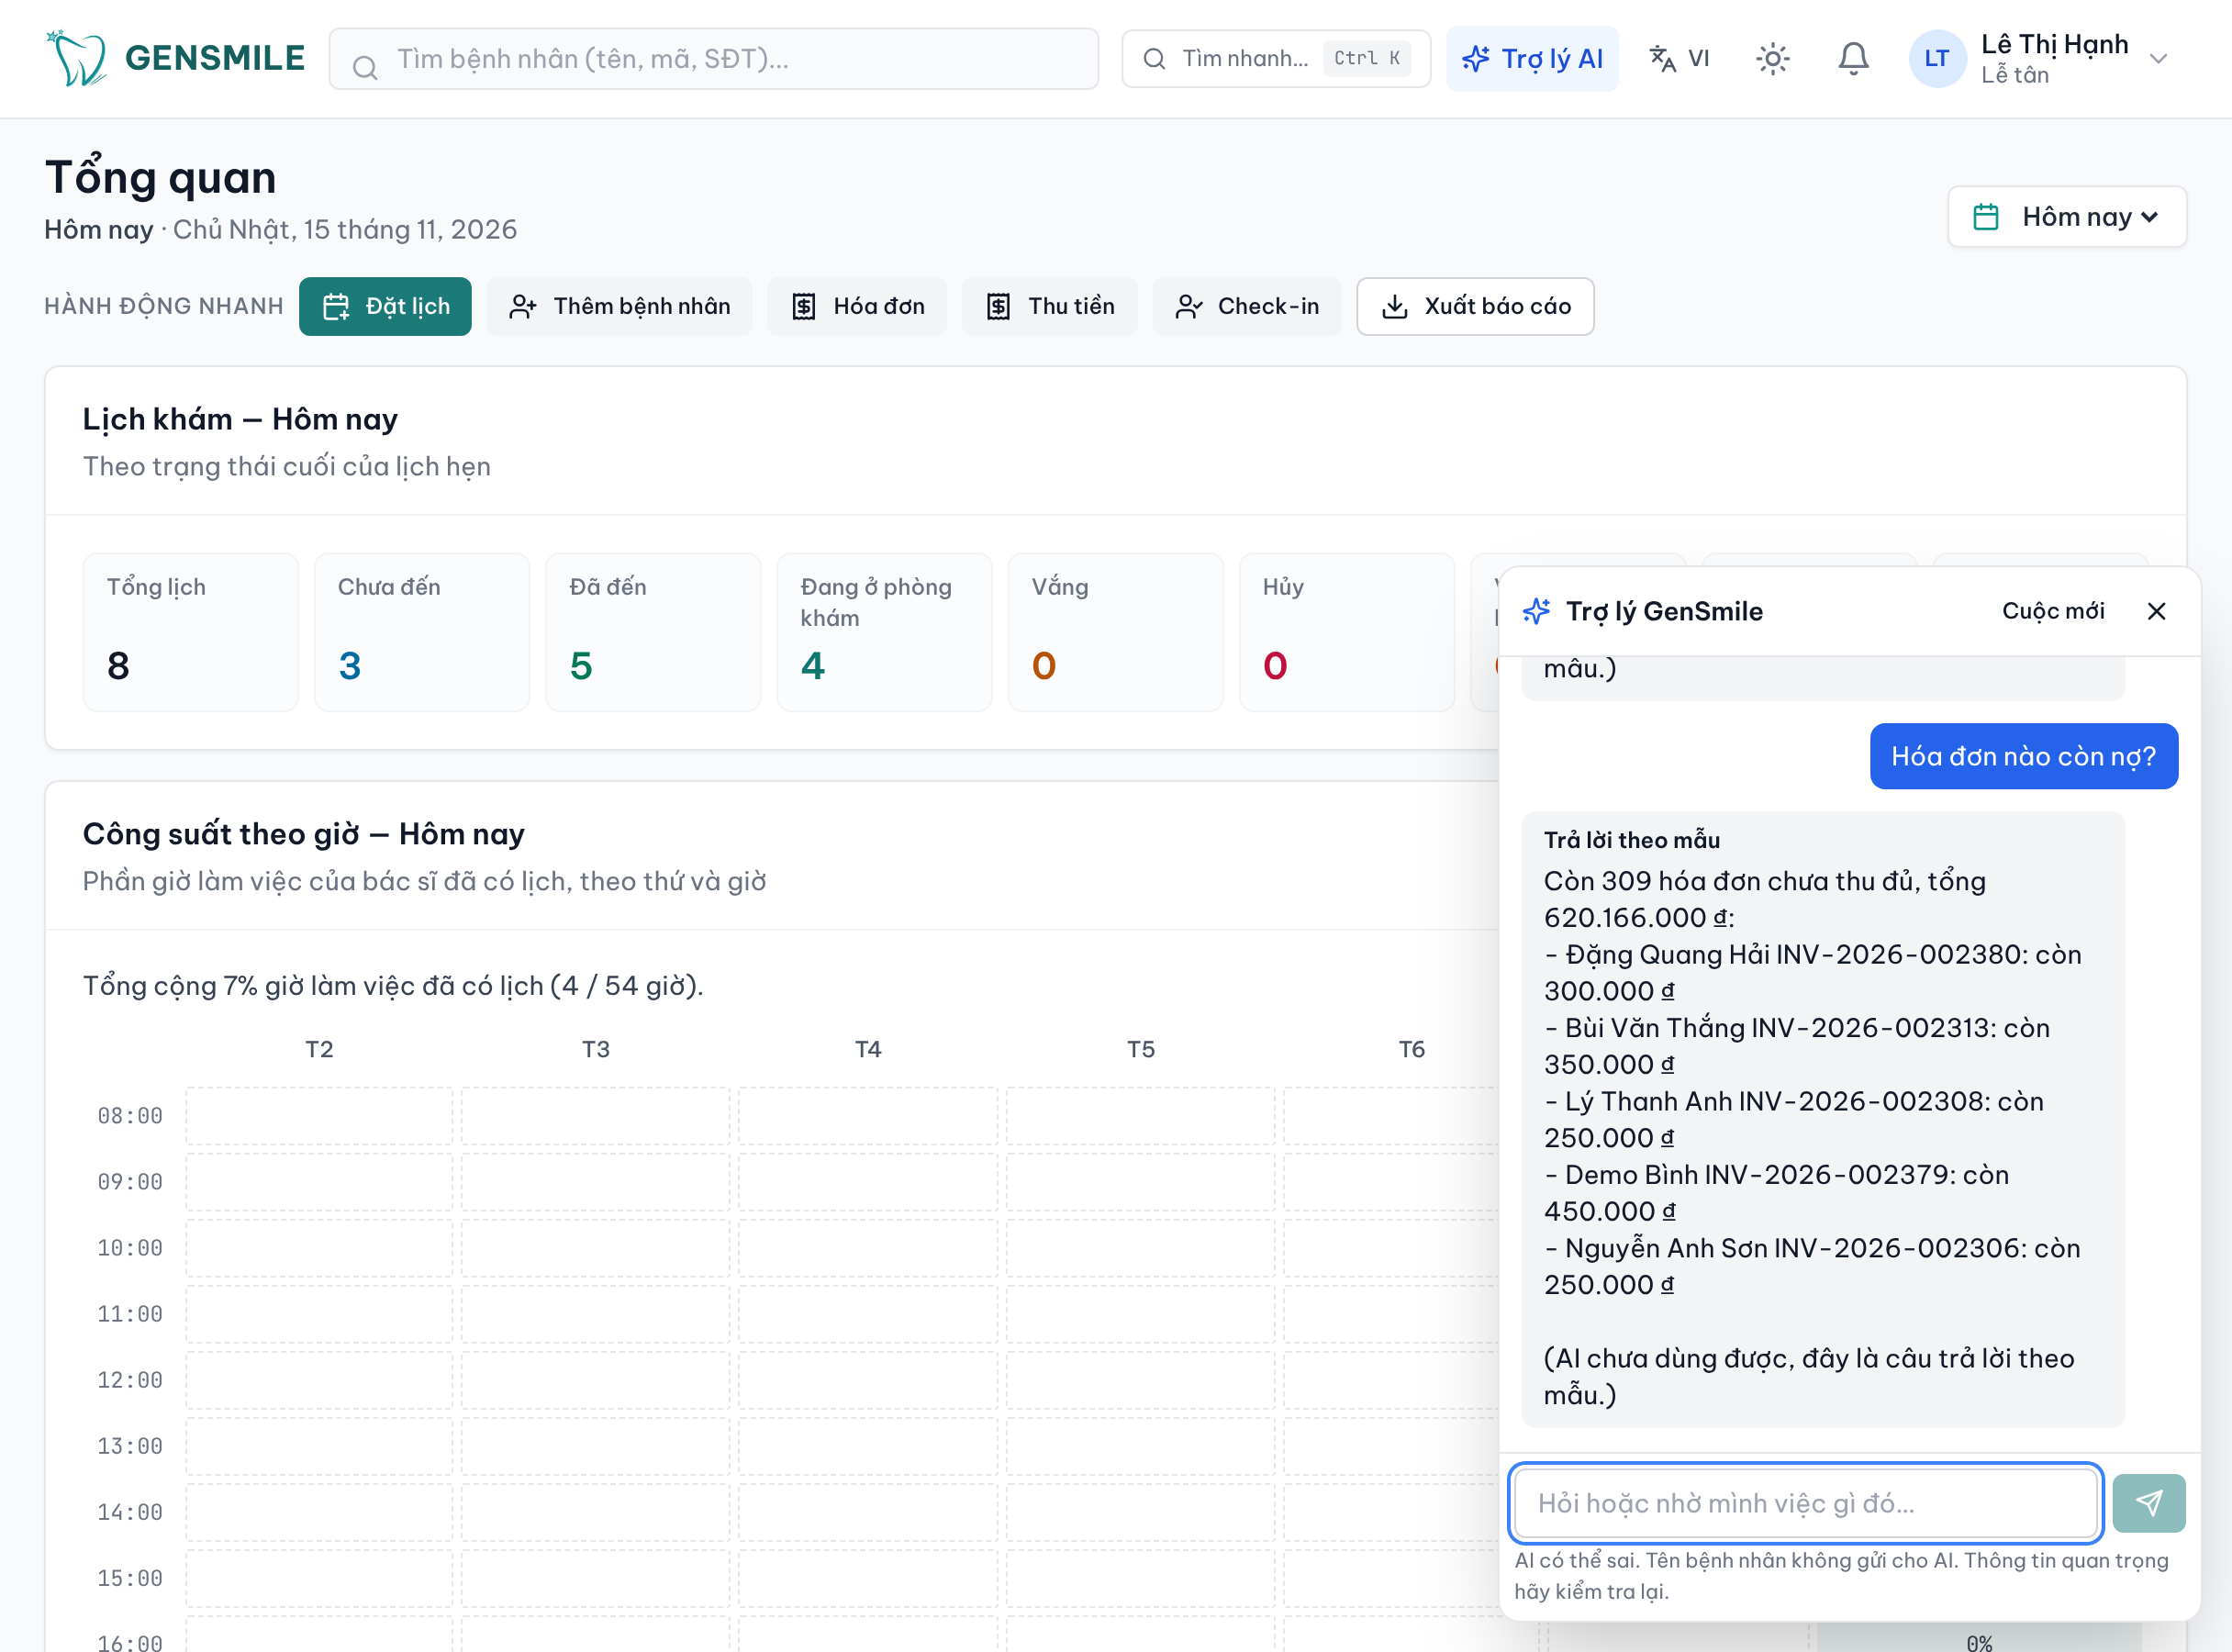 GENSMILE
Tìm bệnh nhân (tên, mã, SĐT)...
Tìm nhanh... Ctrl K
Trợ lý AI
VI
LT
Lê Thị Hạnh
Lễ tân
Tổng quan
Hôm nay · Chủ Nhật, 15 tháng 11, 2026
Hôm nay
HÀNH ĐỘNG NHANH
Đặt lịch
Thêm bệnh nhân
Hóa đơn
Thu tiền
Check-in
Xuất báo cáo
Lịch khám — Hôm nay
Theo trạng thái cuối của lịch hẹn
Tổng lịch
8
Chưa đến
3
Đã đến
5
Đang ở phòng
khám
4
Vắng
0
Hủy
0
Công suất theo giờ — Hôm nay
Phần giờ làm việc của bác sĩ đã có lịch, theo thứ và giờ
Tổng cộng 7% giờ làm việc đã có lịch (4 / 54 giờ).
T2 T3 T4 T5 T6
08:00
09:00
10:00
11:00
12:00
13:00
14:00
15:00
16:00
0%
Trợ lý GenSmile
Cuộc mới
mẫu.)
Hóa đơn nào còn nợ?
Trả lời theo mẫu
Còn 309 hóa đơn chưa thu đủ, tổng
620.166.000 ₫:
- Đặng Quang Hải INV-2026-002380: còn
300.000 ₫
- Bùi Văn Thắng INV-2026-002313: còn
350.000 ₫
- Lý Thanh Anh INV-2026-002308: còn
250.000 ₫
- Demo Bình INV-2026-002379: còn
450.000 ₫
- Nguyễn Anh Sơn INV-2026-002306: còn
250.000 ₫
(AI chưa dùng được, đây là câu trả lời theo
mẫu.)
Hỏi hoặc nhờ mình việc gì đó...
AI có thể sai. Tên bệnh nhân không gửi cho AI. Thông tin quan trọng
hãy kiểm tra lại.